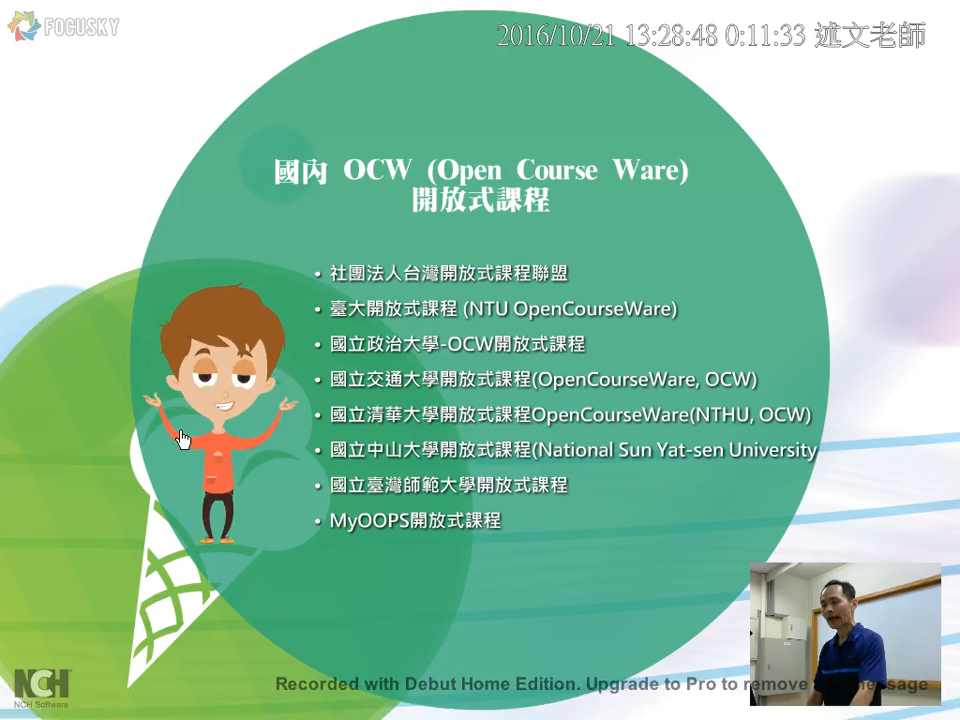 FOCUSKY
2016/10/21 13:28:48 0:11:33 述文老師
國內 OCW (Open Course Ware)
開放式課程
• 社團法人台灣開放式課程聯盟
• 臺大開放式課程 (NTU OpenCourseWare)
• 國立政治大學-OCW開放式課程
• 國立交通大學開放式課程(OpenCourseWare, OCW)
• 國立清華大學開放式課程OpenCourseWare(NTHU, OCW)
• 國立中山大學開放式課程(National Sun Yat-sen University
• 國立臺灣師範大學開放式課程
• MyOOPS開放式課程
NCH
NCH Software
Recorded with Debut Home Edition. Upgrade to Pro to remove